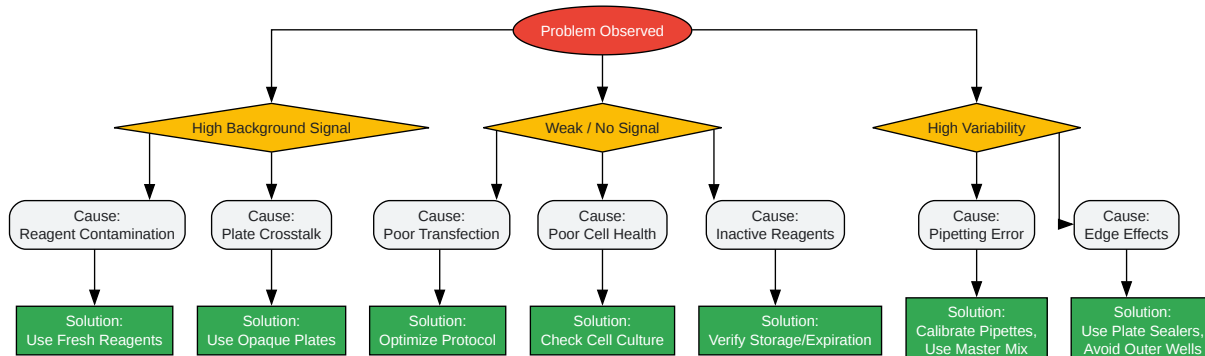 Problem Observed
High Background Signal
Weak / No Signal
High Variability
Cause:
Reagent Contamination
Cause:
Plate Crosstalk
Cause:
Poor Transfection
Cause:
Poor Cell Health
Cause:
Inactive Reagents
Cause:
Pipetting Error
Cause:
Edge Effects
Solution:
Use Fresh Reagents
Solution:
Use Opaque Plates
Solution:
Optimize Protocol
Solution:
Check Cell Culture
Solution:
Verify Storage/Expiration
Solution:
Calibrate Pipettes,
Use Master Mix
Solution:
Use Plate Sealers,
Avoid Outer Wells